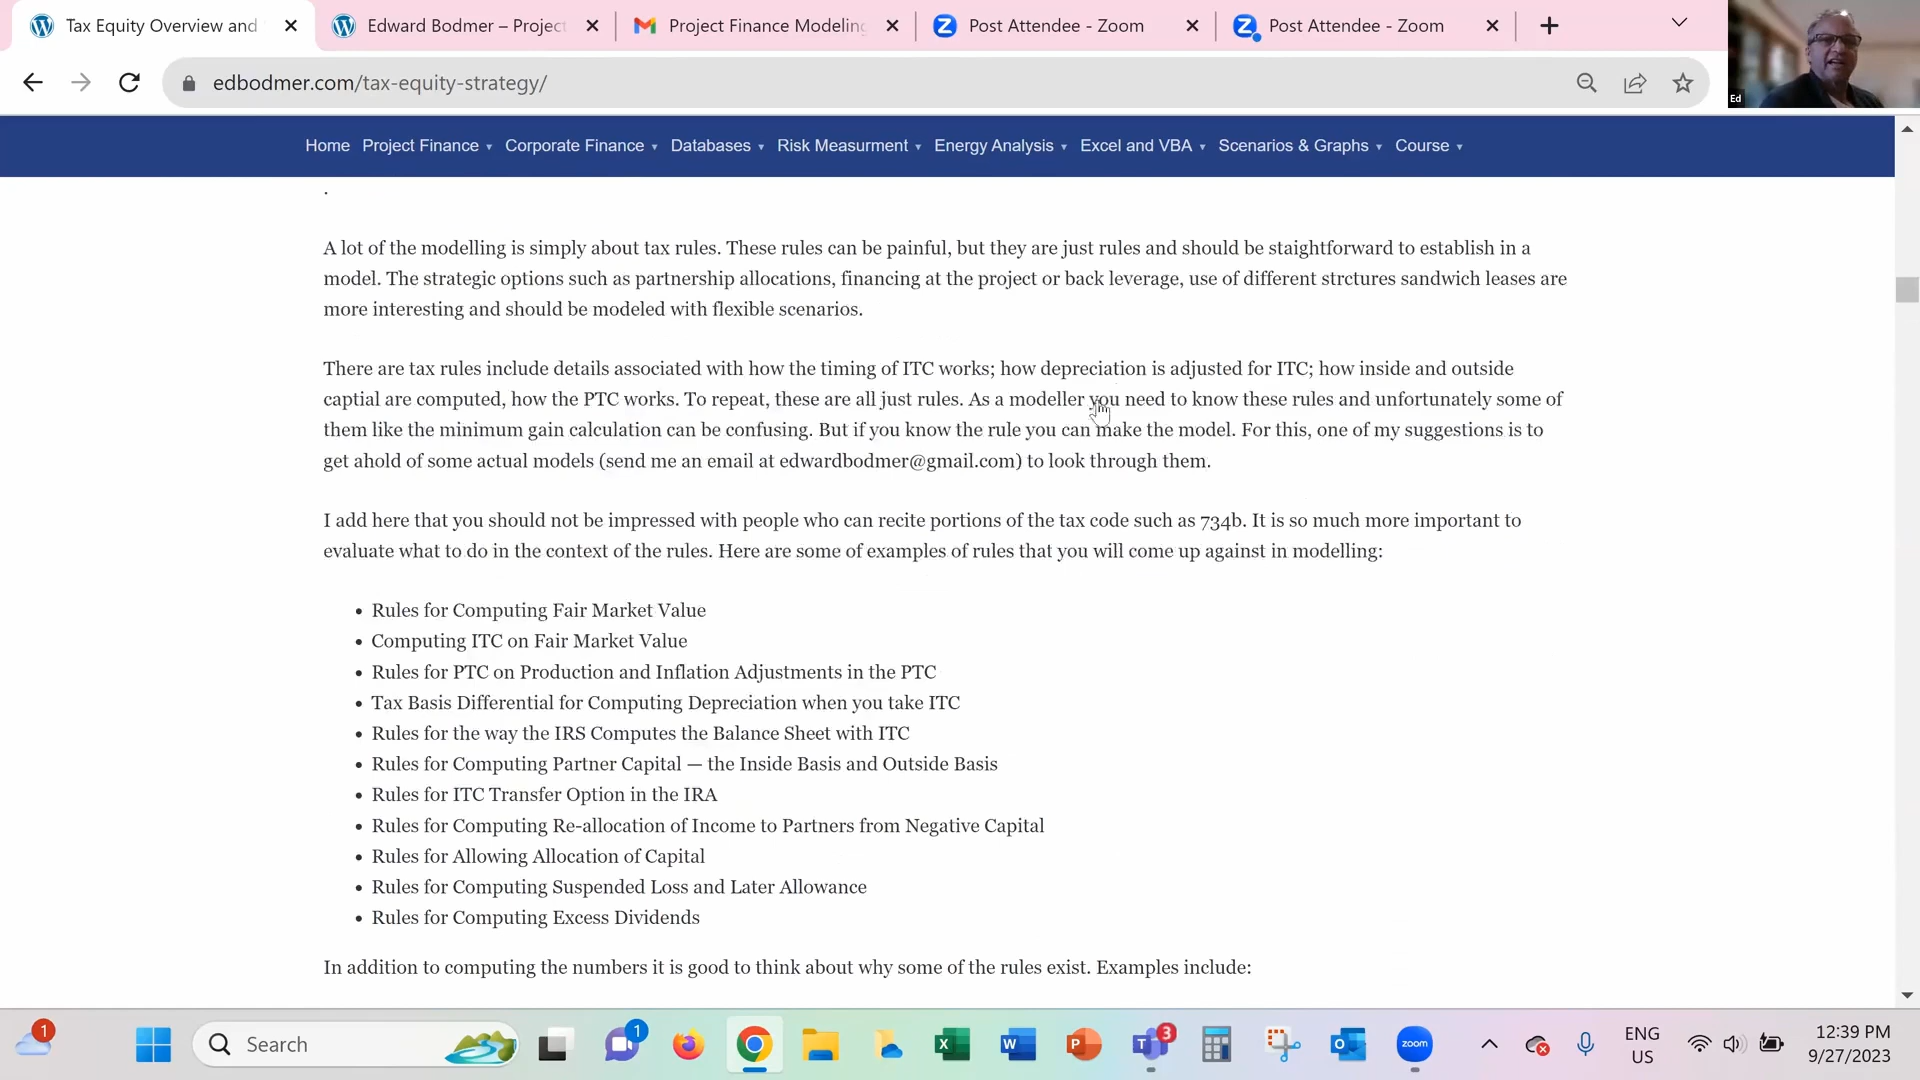 Tax Equity Overview and
Edward Bodmer – Project
Project Finance Modeling
Post Attendee - Zoom
Post Attendee - Zoom
edbodmer.com/tax-equity-strategy/
Ed
Home Project Finance Corporate Finance Databases Risk Measurment Energy Analysis Excel and VBA Scenarios & Graphs Course
.
A lot of the modelling is simply about tax rules. These rules can be painful, but they are just rules and should be staightforward to establish in a
model. The strategic options such as partnership allocations, financing at the project or back leverage, use of different strctures sandwich leases are
more interesting and should be modeled with flexible scenarios.
There are tax rules include details associated with how the timing of ITC works; how depreciation is adjusted for ITC; how inside and outside
captial are computed, how the PTC works. To repeat, these are all just rules. As a modeller you need to know these rules and unfortunately some of
them like the minimum gain calculation can be confusing. But if you know the rule you can make the model. For this, one of my suggestions is to
get ahold of some actual models (send me an email at edwardbodmer@gmail.com) to look through them.
I add here that you should not be impressed with people who can recite portions of the tax code such as 734b. It is so much more important to
evaluate what to do in the context of the rules. Here are some of examples of rules that you will come up against in modelling:
• Rules for Computing Fair Market Value
• Computing ITC on Fair Market Value
• Rules for PTC on Production and Inflation Adjustments in the PTC
• Tax Basis Differential for Computing Depreciation when you take ITC
• Rules for the way the IRS Computes the Balance Sheet with ITC
• Rules for Computing Partner Capital — the Inside Basis and Outside Basis
• Rules for ITC Transfer Option in the IRA
• Rules for Computing Re-allocation of Income to Partners from Negative Capital
• Rules for Allowing Allocation of Capital
• Rules for Computing Suspended Loss and Later Allowance
• Rules for Computing Excess Dividends
In addition to computing the numbers it is good to think about why some of the rules exist. Examples include:
1
Search
1
3
zoom
ENG
US
12:39 PM
9/27/2023